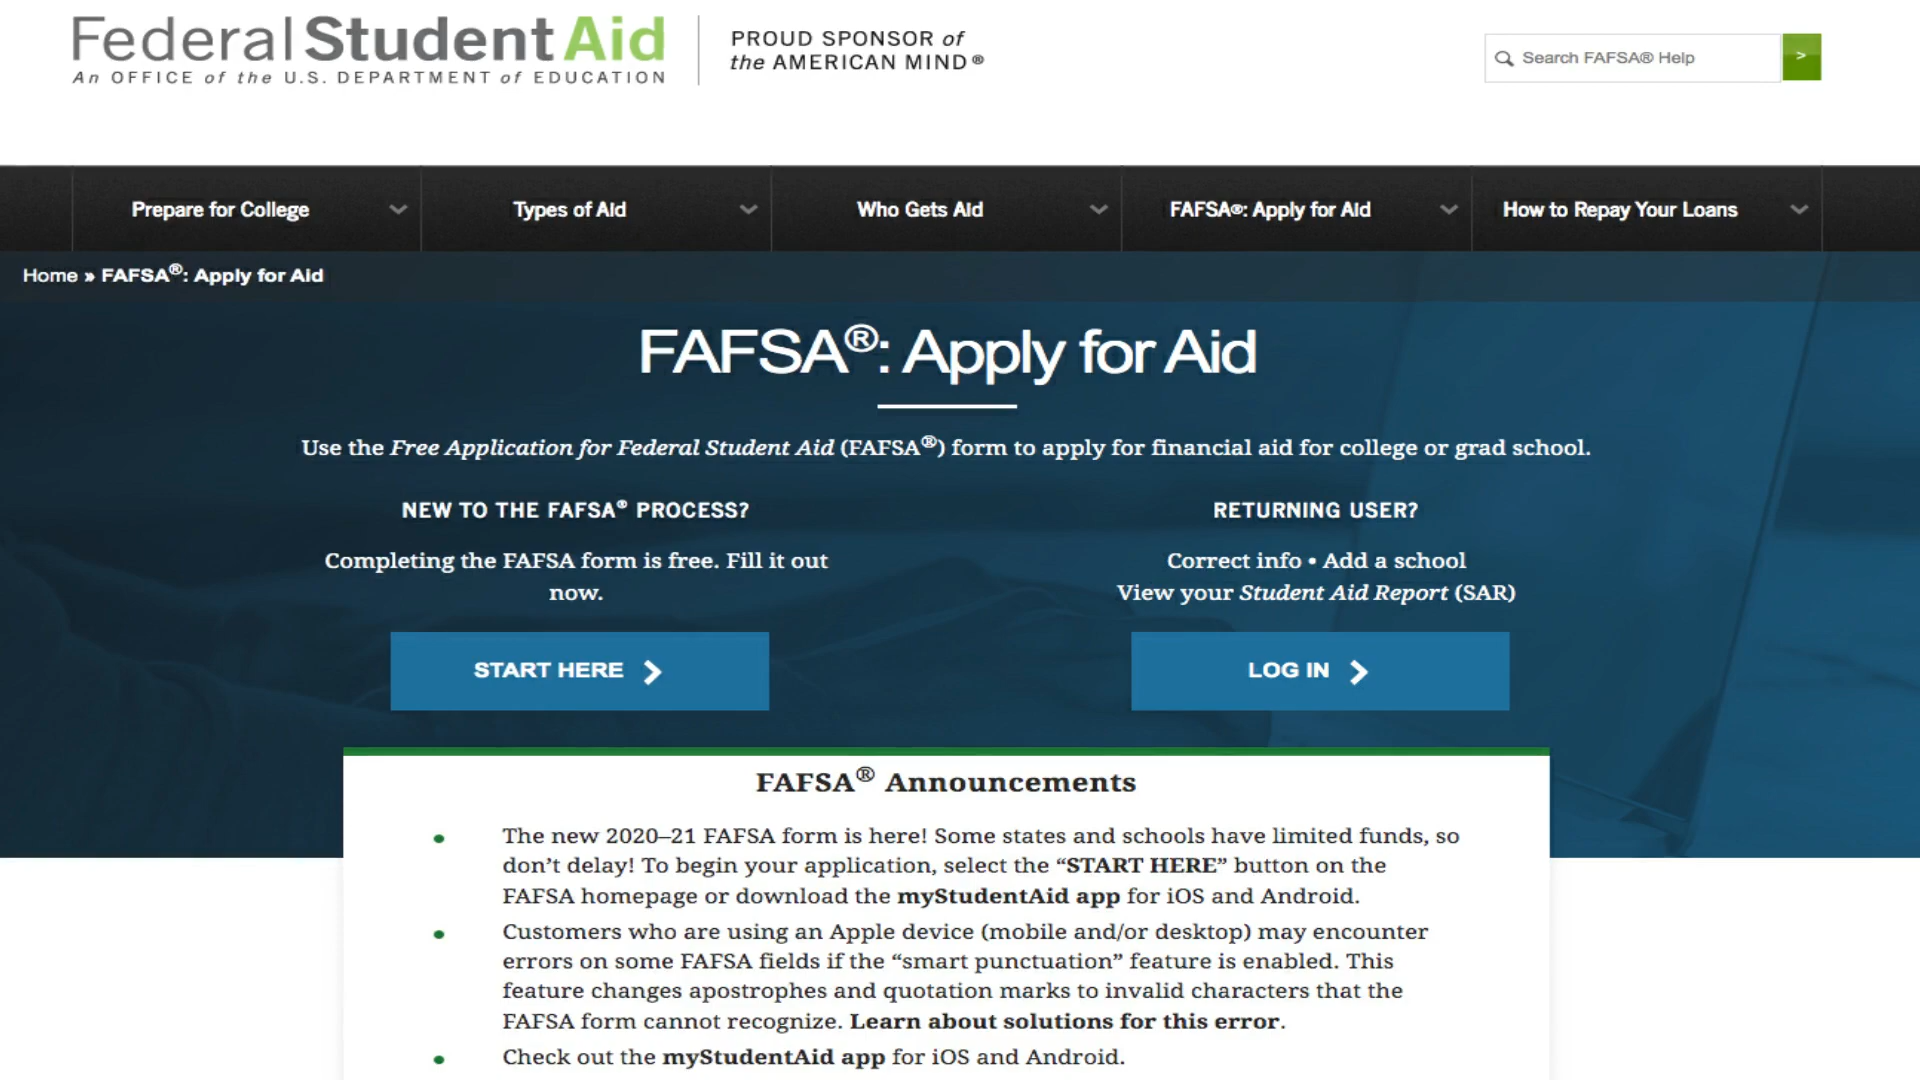 Federal Student Aid
An OFFICE of the U.S. DEPARTMENT of EDUCATION
PROUD SPONSOR of
the AMERICAN MIND®
Search FAFSA® Help
>
Prepare for College
Types of Aid
Who Gets Aid
FAFSA®: Apply for Aid
How to Repay Your Loans
Home » FAFSA®: Apply for Aid
FAFSA®: Apply for Aid
Use the Free Application for Federal Student Aid (FAFSA®) form to apply for financial aid for college or grad school.
NEW TO THE FAFSA® PROCESS?
Completing the FAFSA form is free. Fill it out
now.
START HERE
RETURNING USER?
Correct info • Add a school
View your Student Aid Report (SAR)
LOG IN
FAFSA® Announcements
• The new 2020–21 FAFSA form is here! Some states and schools have limited funds, so
don’t delay! To begin your application, select the “START HERE” button on the
FAFSA homepage or download the myStudentAid app for iOS and Android.
• Customers who are using an Apple device (mobile and/or desktop) may encounter
errors on some FAFSA fields if the “smart punctuation” feature is enabled. This
feature changes apostrophes and quotation marks to invalid characters that the
FAFSA form cannot recognize. Learn about solutions for this error.
• Check out the myStudentAid app for iOS and Android.